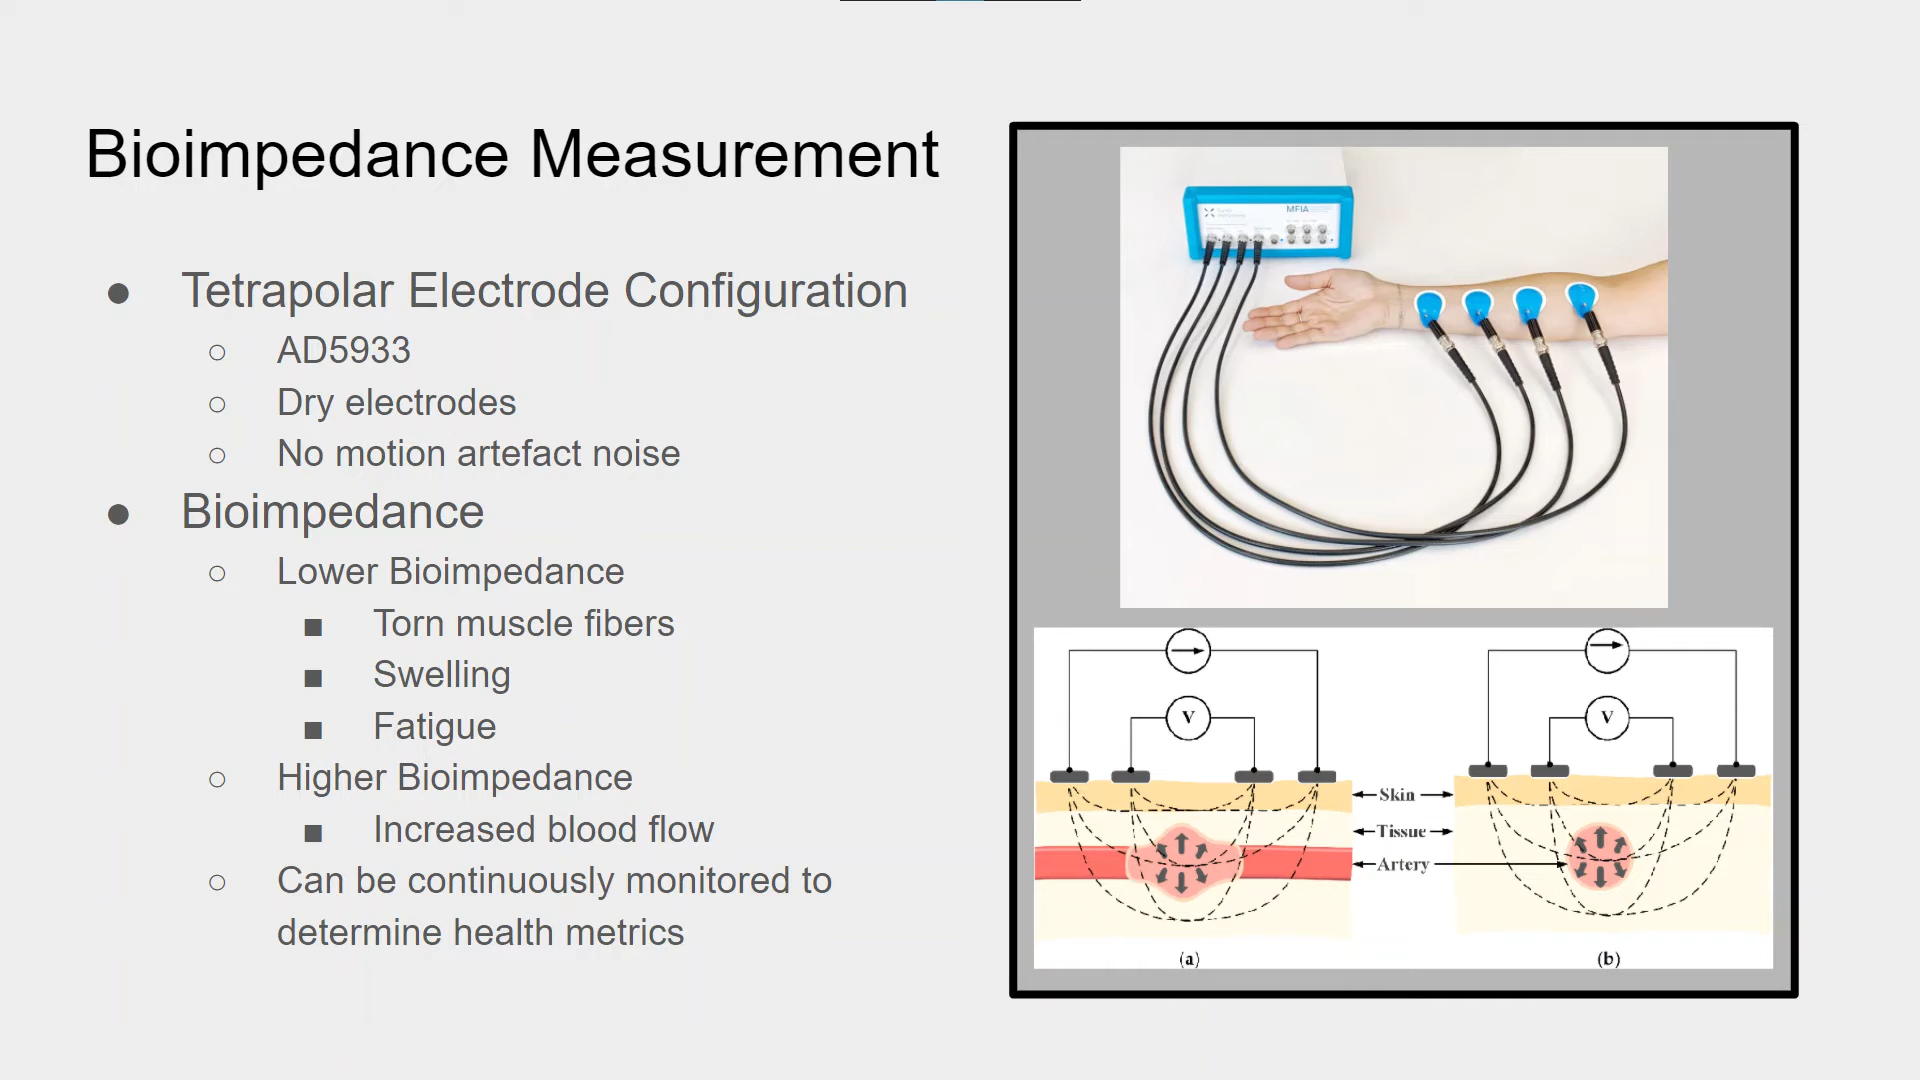 Bioimpedance Measurement
● Tetrapolar Electrode Configuration
○ AD5933
○ Dry electrodes
○ No motion artefact noise
● Bioimpedance
○ Lower Bioimpedance
■ Torn muscle fibers
■ Swelling
■ Fatigue
○ Higher Bioimpedance
■ Increased blood flow
○ Can be continuously monitored to
determine health metrics
MFIA
V
V
Skin
Tissue
Artery
(a)
(b)